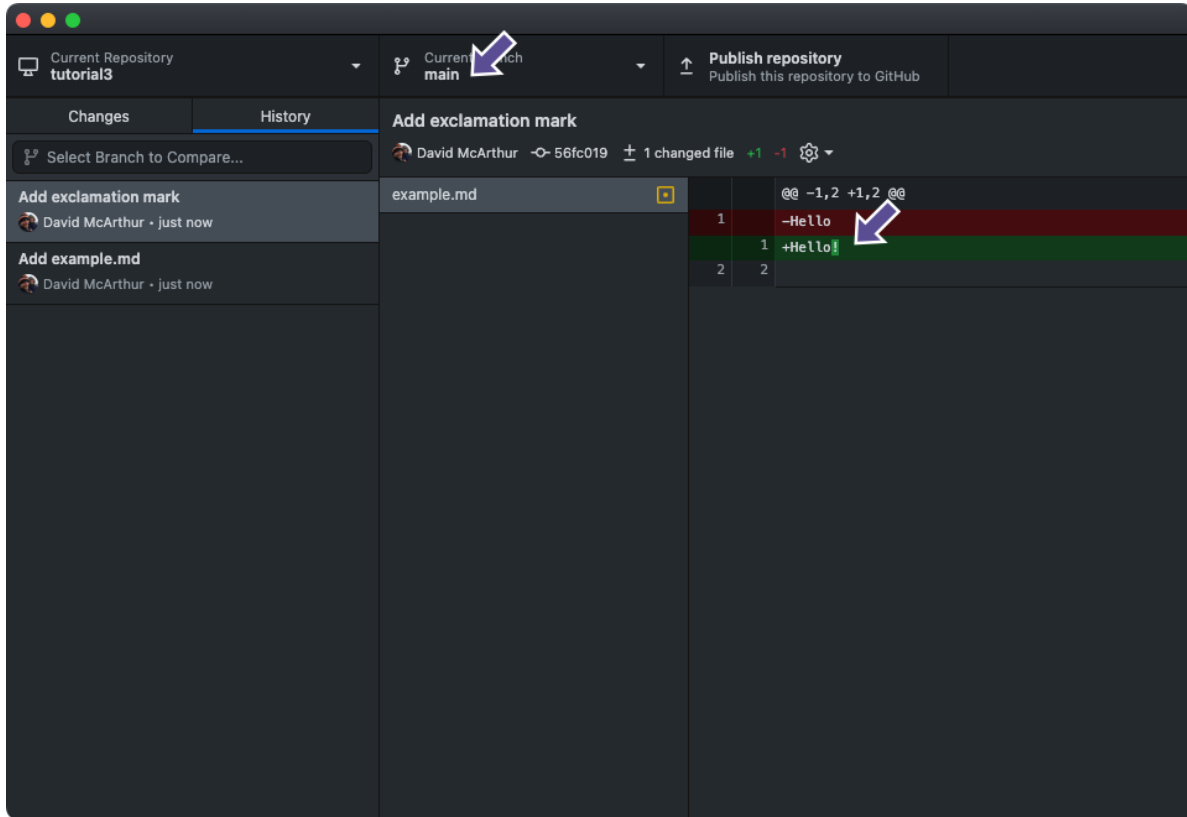 Current Repository
tutorial3
Current
nch
main
Publish repository
Publish this repository to GitHub
Changes
History
Select Branch to Compare...
Add exclamation mark
David McArthur • just now
Add example.md
David McArthur • just now
Add exclamation mark
David McArthur 56fc019 1 changed file +1 -1
example.md
@@ -1,2 +1,2 @@
1 -Hello
1 +Hello!
2 2